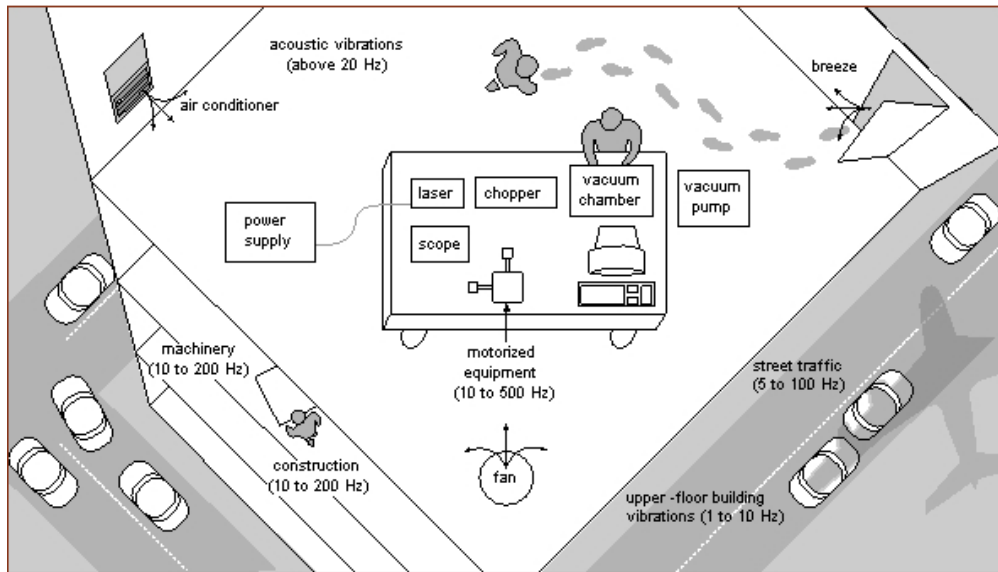 acoustic vibrations
(above 20 Hz)
breeze
air conditioner
laser
chopper
vacuum
chamber
vacuum
pump
power
supply
scope
machinery
(10 to 200 Hz)
motorized
equipment
(10 to 500 Hz)
street traffic
(5 to 100 Hz)
construction
(10 to 200 Hz)
fan
upper -floor building
vibrations (1 to 10 Hz)